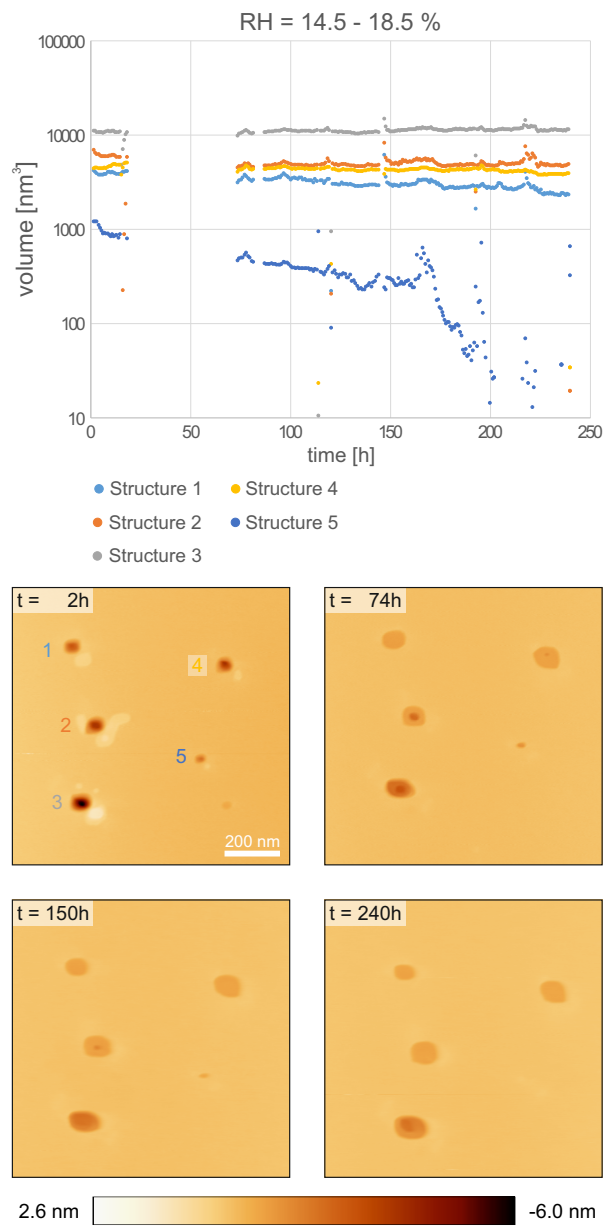 RH = 14.5 - 18.5 %
100000
10000
1000
100
10
volume [nm³]
0 50 100 150 200 250
time [h]
Structure 1 Structure 4
Structure 2 Structure 5
Structure 3
t = 2h
1
4
2
5
3
200 nm
t = 74h
t = 150h
t = 240h
2.6 nm -6.0 nm